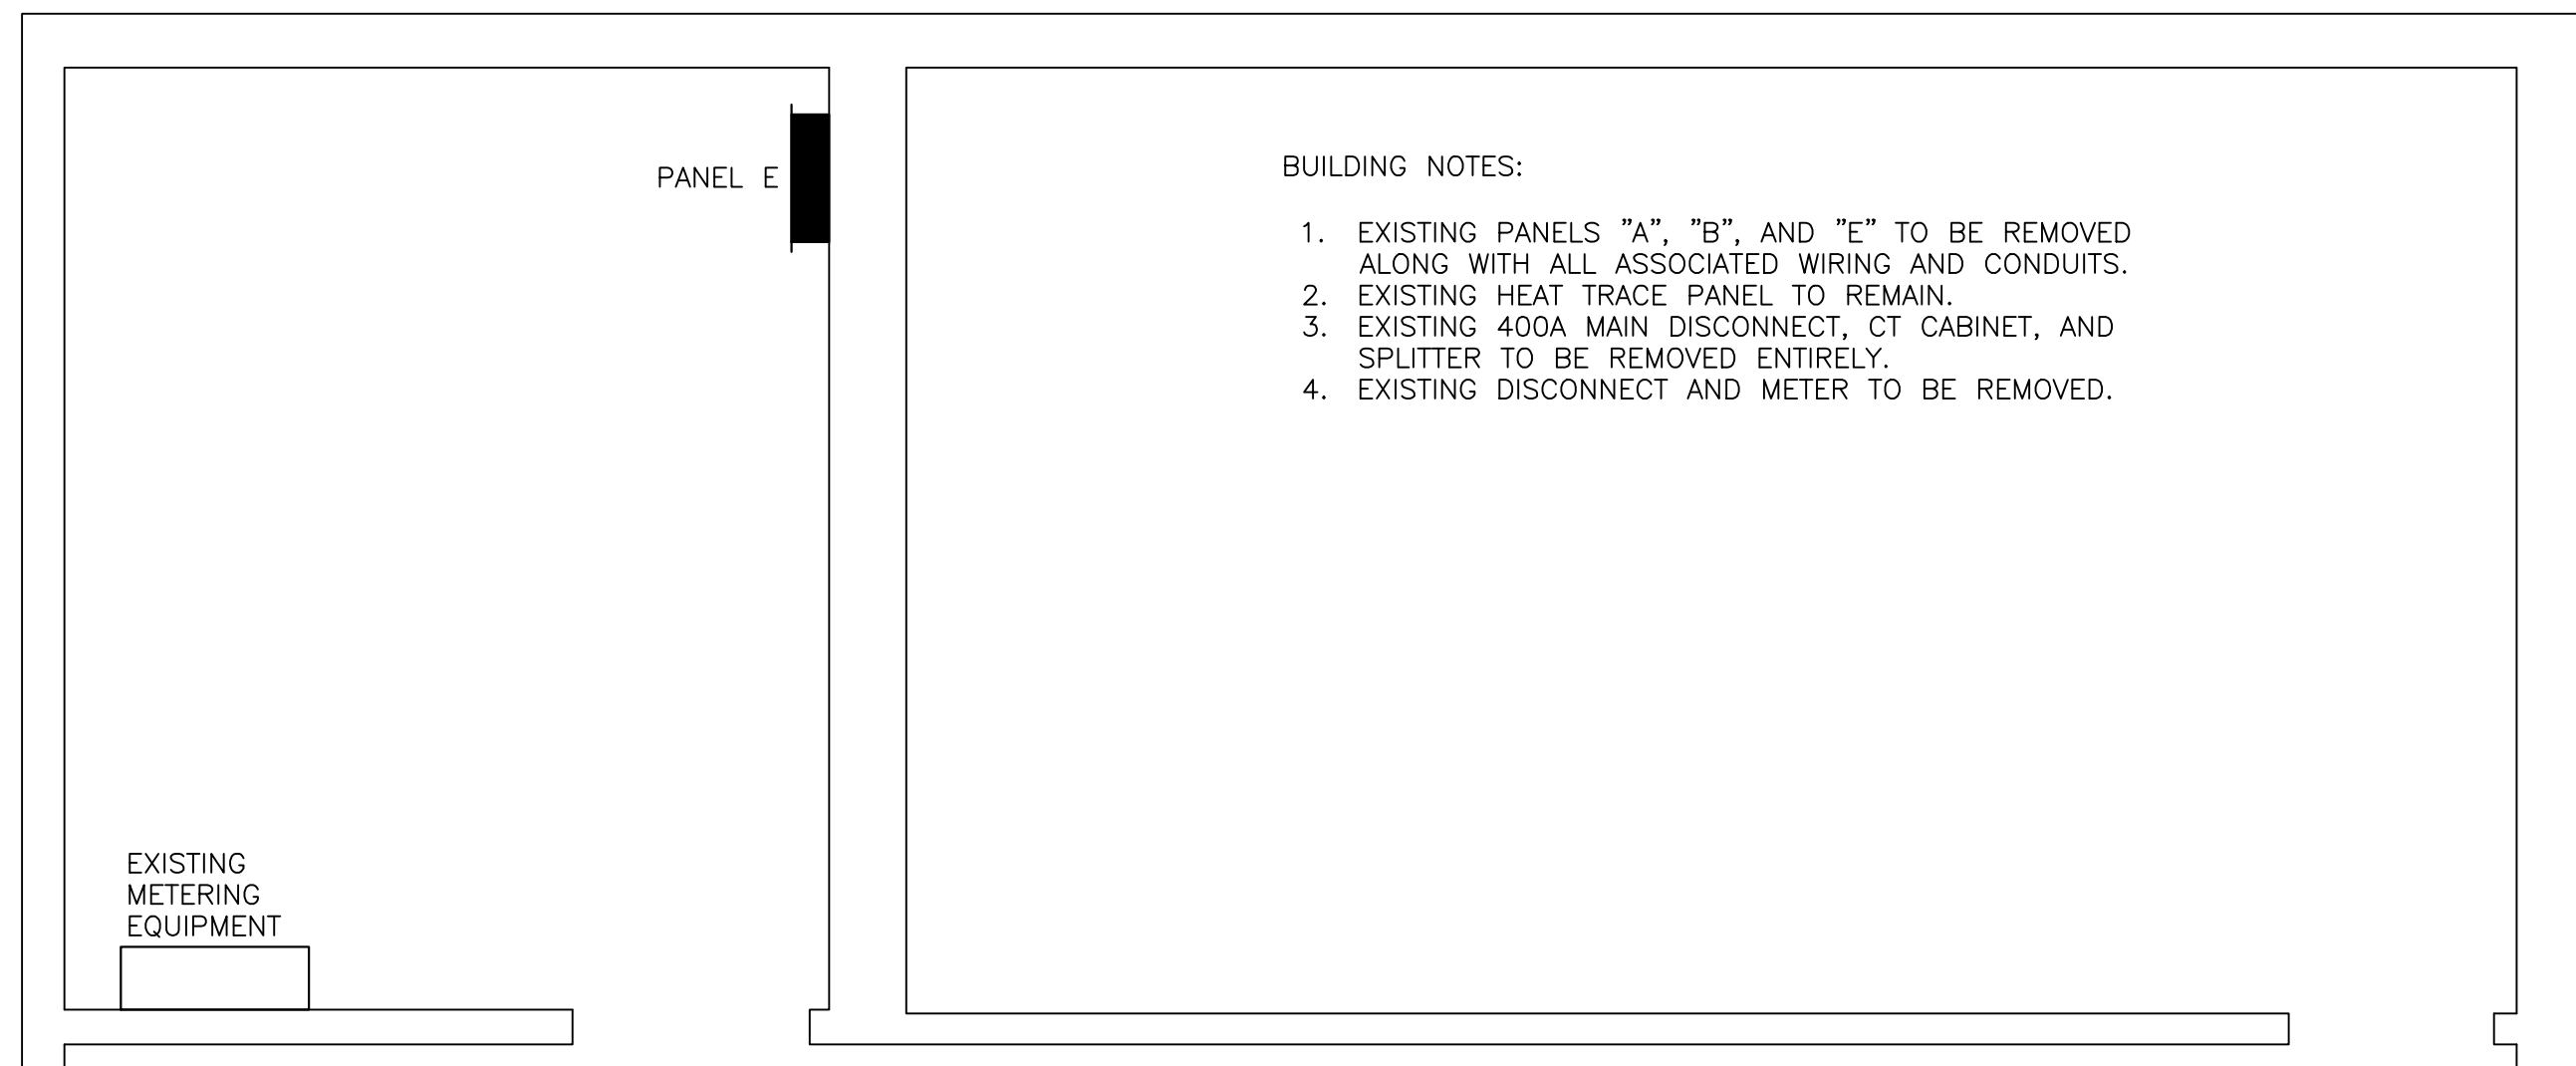 PANEL E
BUILDING NOTES:
1. EXISTING PANELS "A", "B", AND "E" TO BE REMOVED
ALONG WITH ALL ASSOCIATED WIRING AND CONDUITS.
2. EXISTING HEAT TRACE PANEL TO REMAIN.
3. EXISTING 400A MAIN DISCONNECT, CT CABINET, AND
SPLITTER TO BE REMOVED ENTIRELY.
4. EXISTING DISCONNECT AND METER TO BE REMOVED.
EXISTING
METERING
EQUIPMENT